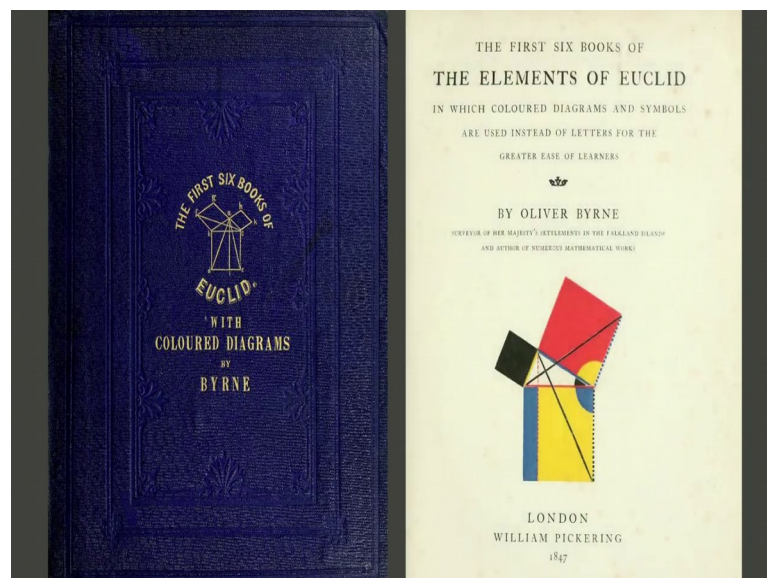 THE FIRST SIX BOOKS OF
EUCLID.
WITH
COLOURED DIAGRAMS
BY
BYRNE
THE FIRST SIX BOOKS OF
THE ELEMENTS OF EUCLID
IN WHICH COLOURED DIAGRAMS AND SYMBOLS
ARE USED INSTEAD OF LETTERS FOR THE
GREATER EASE OF LEARNERS
BY OLIVER BYRNE
SURVEYOR OF HER MAJESTY'S SETTLEMENTS IN THE FALKLAND ISLANDS
AND AUTHOR OF NUMEROUS MATHEMATICAL WORKS
LONDON
WILLIAM PICKERING
1847